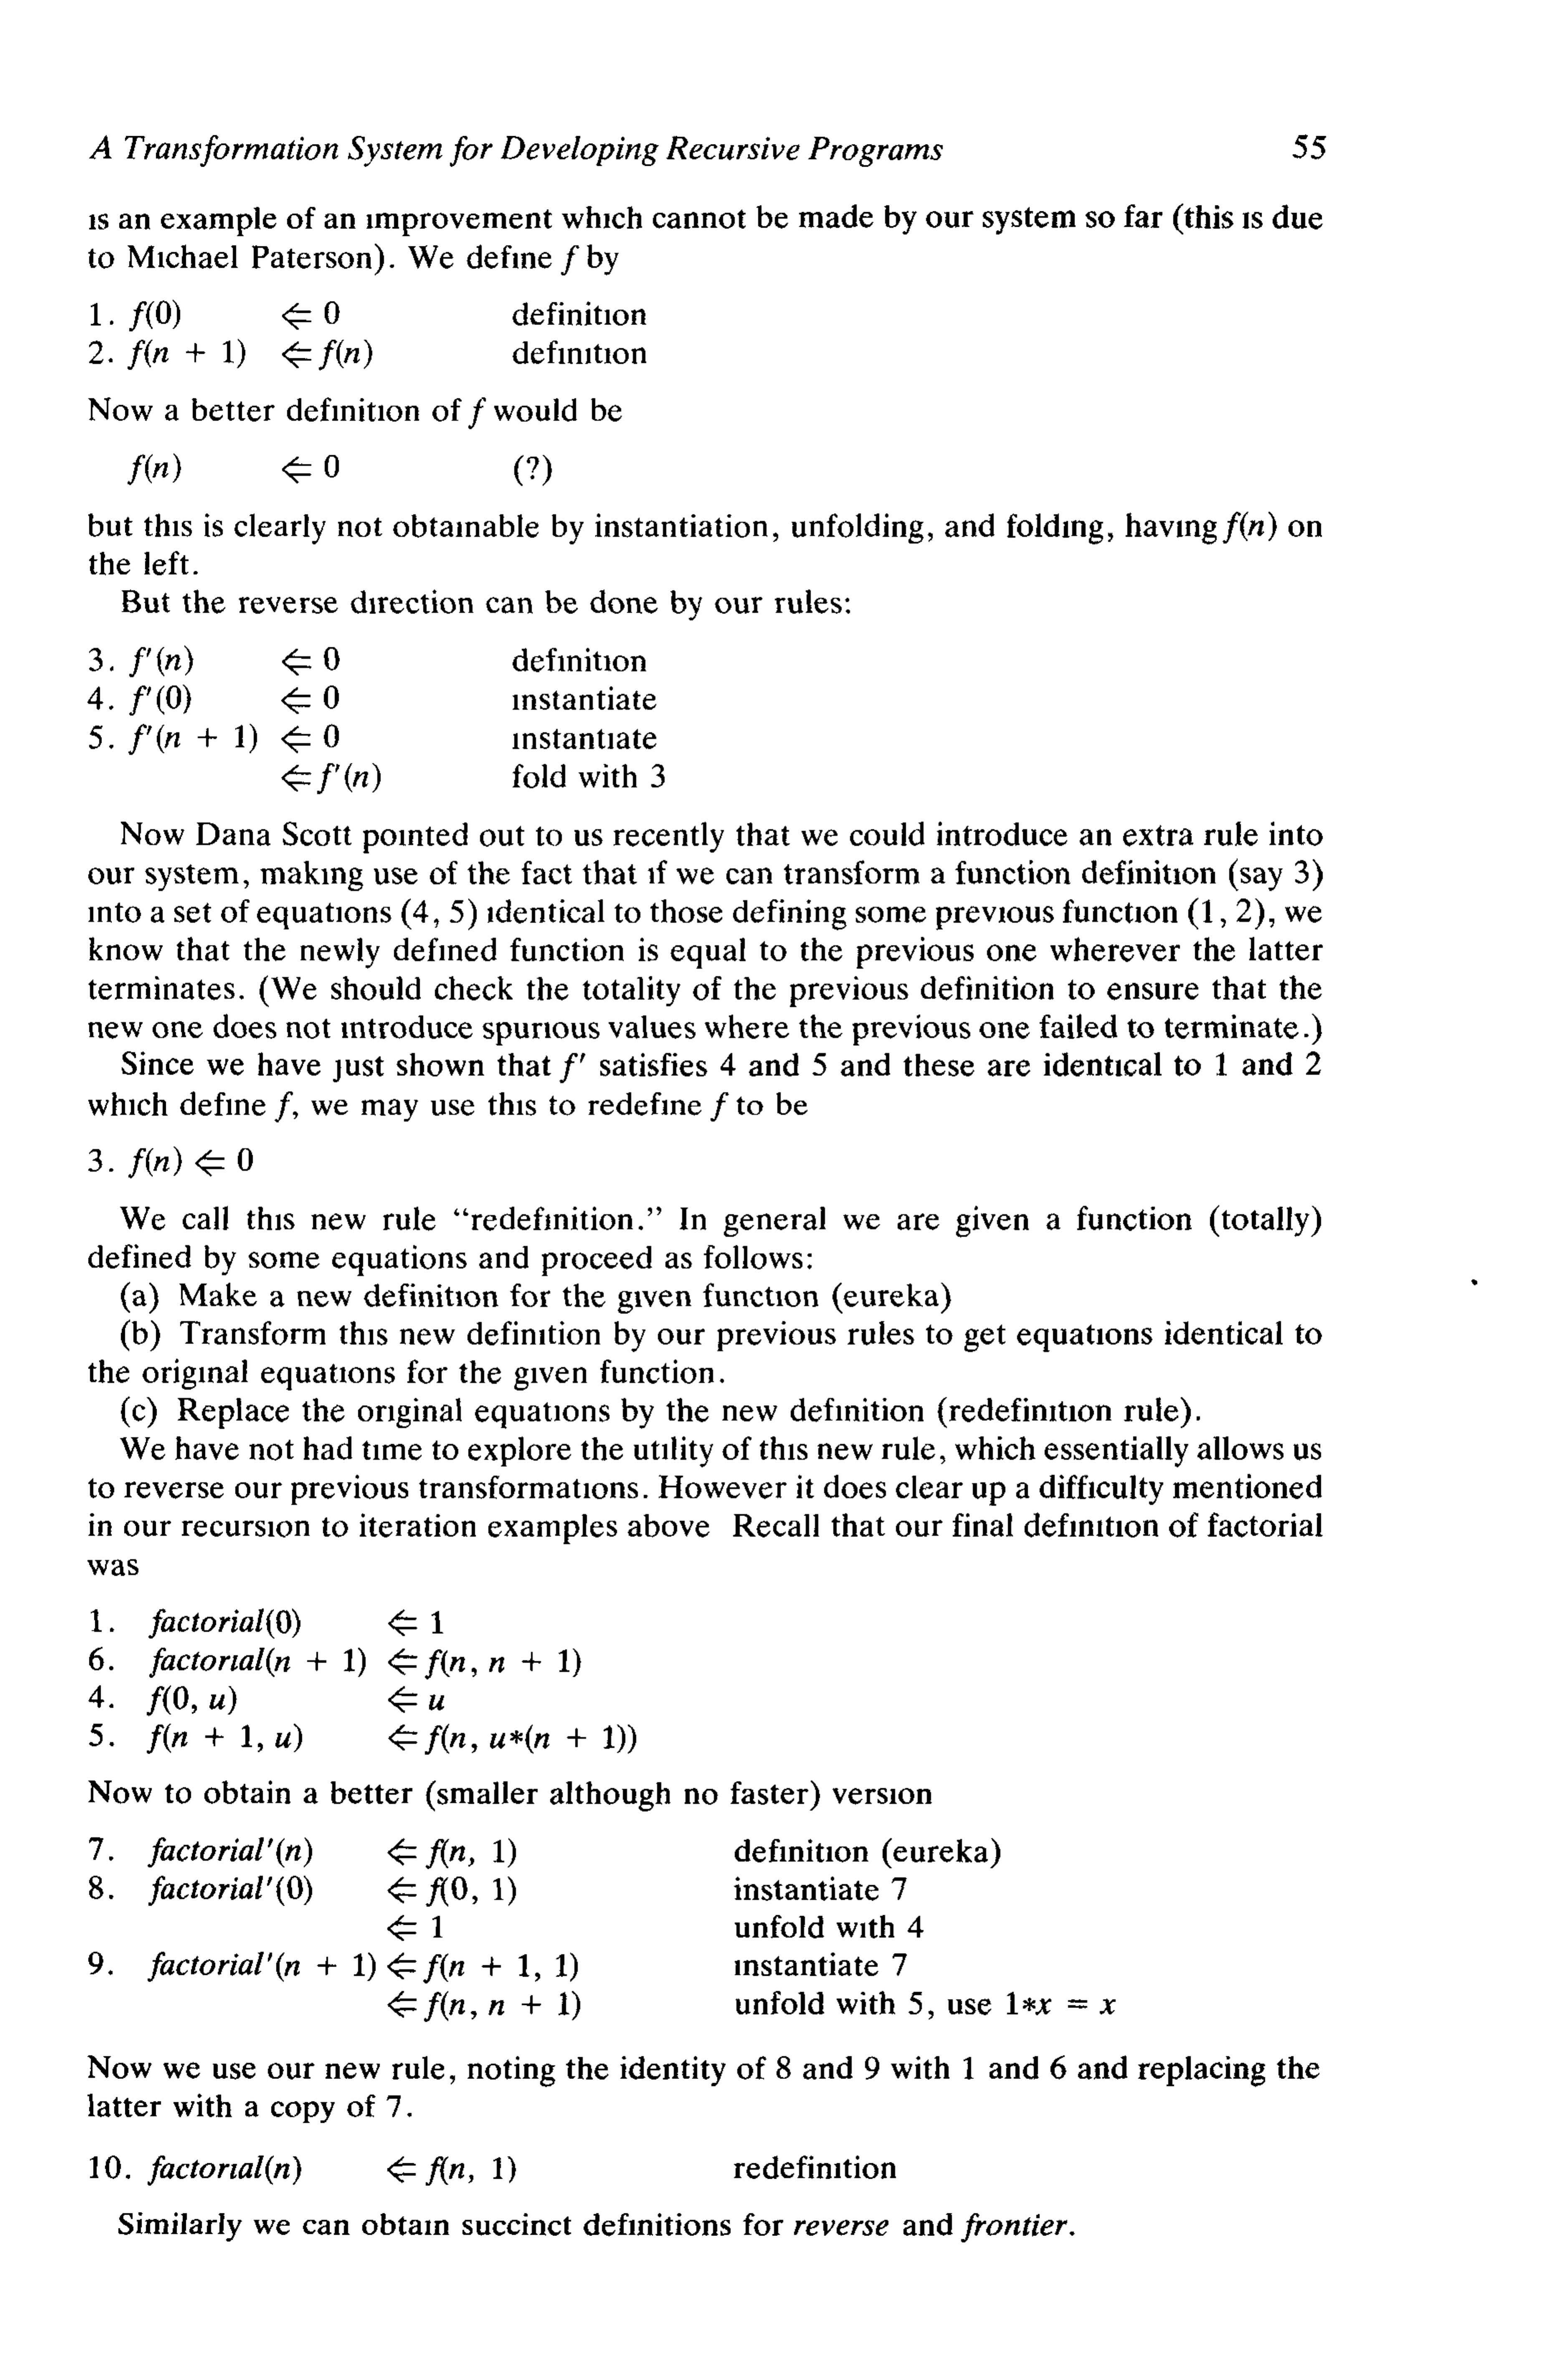 A Transformation System for Developing Recursive Programs 55
is an example of an improvement which cannot be made by our system so far (this is due
to Michael Paterson). We define f by
1. f(0) ⇐ 0 definition
2. f(n + 1) ⇐ f(n) definition
Now a better definition of f would be
f(n) ⇐ 0 (?)
but this is clearly not obtainable by instantiation, unfolding, and folding, having f(n) on
the left.
But the reverse direction can be done by our rules:
3. f′(n) ⇐ 0 definition
4. f′(0) ⇐ 0 instantiate
5. f′(n + 1) ⇐ 0 instantiate
⇐ f′(n) fold with 3
Now Dana Scott pointed out to us recently that we could introduce an extra rule into
our system, making use of the fact that if we can transform a function definition (say 3)
into a set of equations (4, 5) identical to those defining some previous function (1, 2), we
know that the newly defined function is equal to the previous one wherever the latter
terminates. (We should check the totality of the previous definition to ensure that the
new one does not introduce spurious values where the previous one failed to terminate.)
Since we have just shown that f′ satisfies 4 and 5 and these are identical to 1 and 2
which define f, we may use this to redefine f to be
3. f(n) ⇐ 0
We call this new rule “redefinition.” In general we are given a function (totally)
defined by some equations and proceed as follows:
(a) Make a new definition for the given function (eureka)
(b) Transform this new definition by our previous rules to get equations identical to
the original equations for the given function.
(c) Replace the original equations by the new definition (redefinition rule).
We have not had time to explore the utility of this new rule, which essentially allows us
to reverse our previous transformations. However it does clear up a difficulty mentioned
in our recursion to iteration examples above Recall that our final definition of factorial
was
1. factorial(0) ⇐ 1
6. factorial(n + 1) ⇐ f(n, n + 1)
4. f(0, u) ⇐ u
5. f(n + 1, u) ⇐ f(n, u*(n + 1))
Now to obtain a better (smaller although no faster) version
7. factorial′(n) ⇐ f(n, 1) definition (eureka)
8. factorial′(0) ⇐ f(0, 1) instantiate 7
⇐ 1 unfold with 4
9. factorial′(n + 1) ⇐ f(n + 1, 1) instantiate 7
⇐ f(n, n + 1) unfold with 5, use 1*x = x
Now we use our new rule, noting the identity of 8 and 9 with 1 and 6 and replacing the
latter with a copy of 7.
10. factorial(n) ⇐ f(n, 1) redefinition
Similarly we can obtain succinct definitions for reverse and frontier.